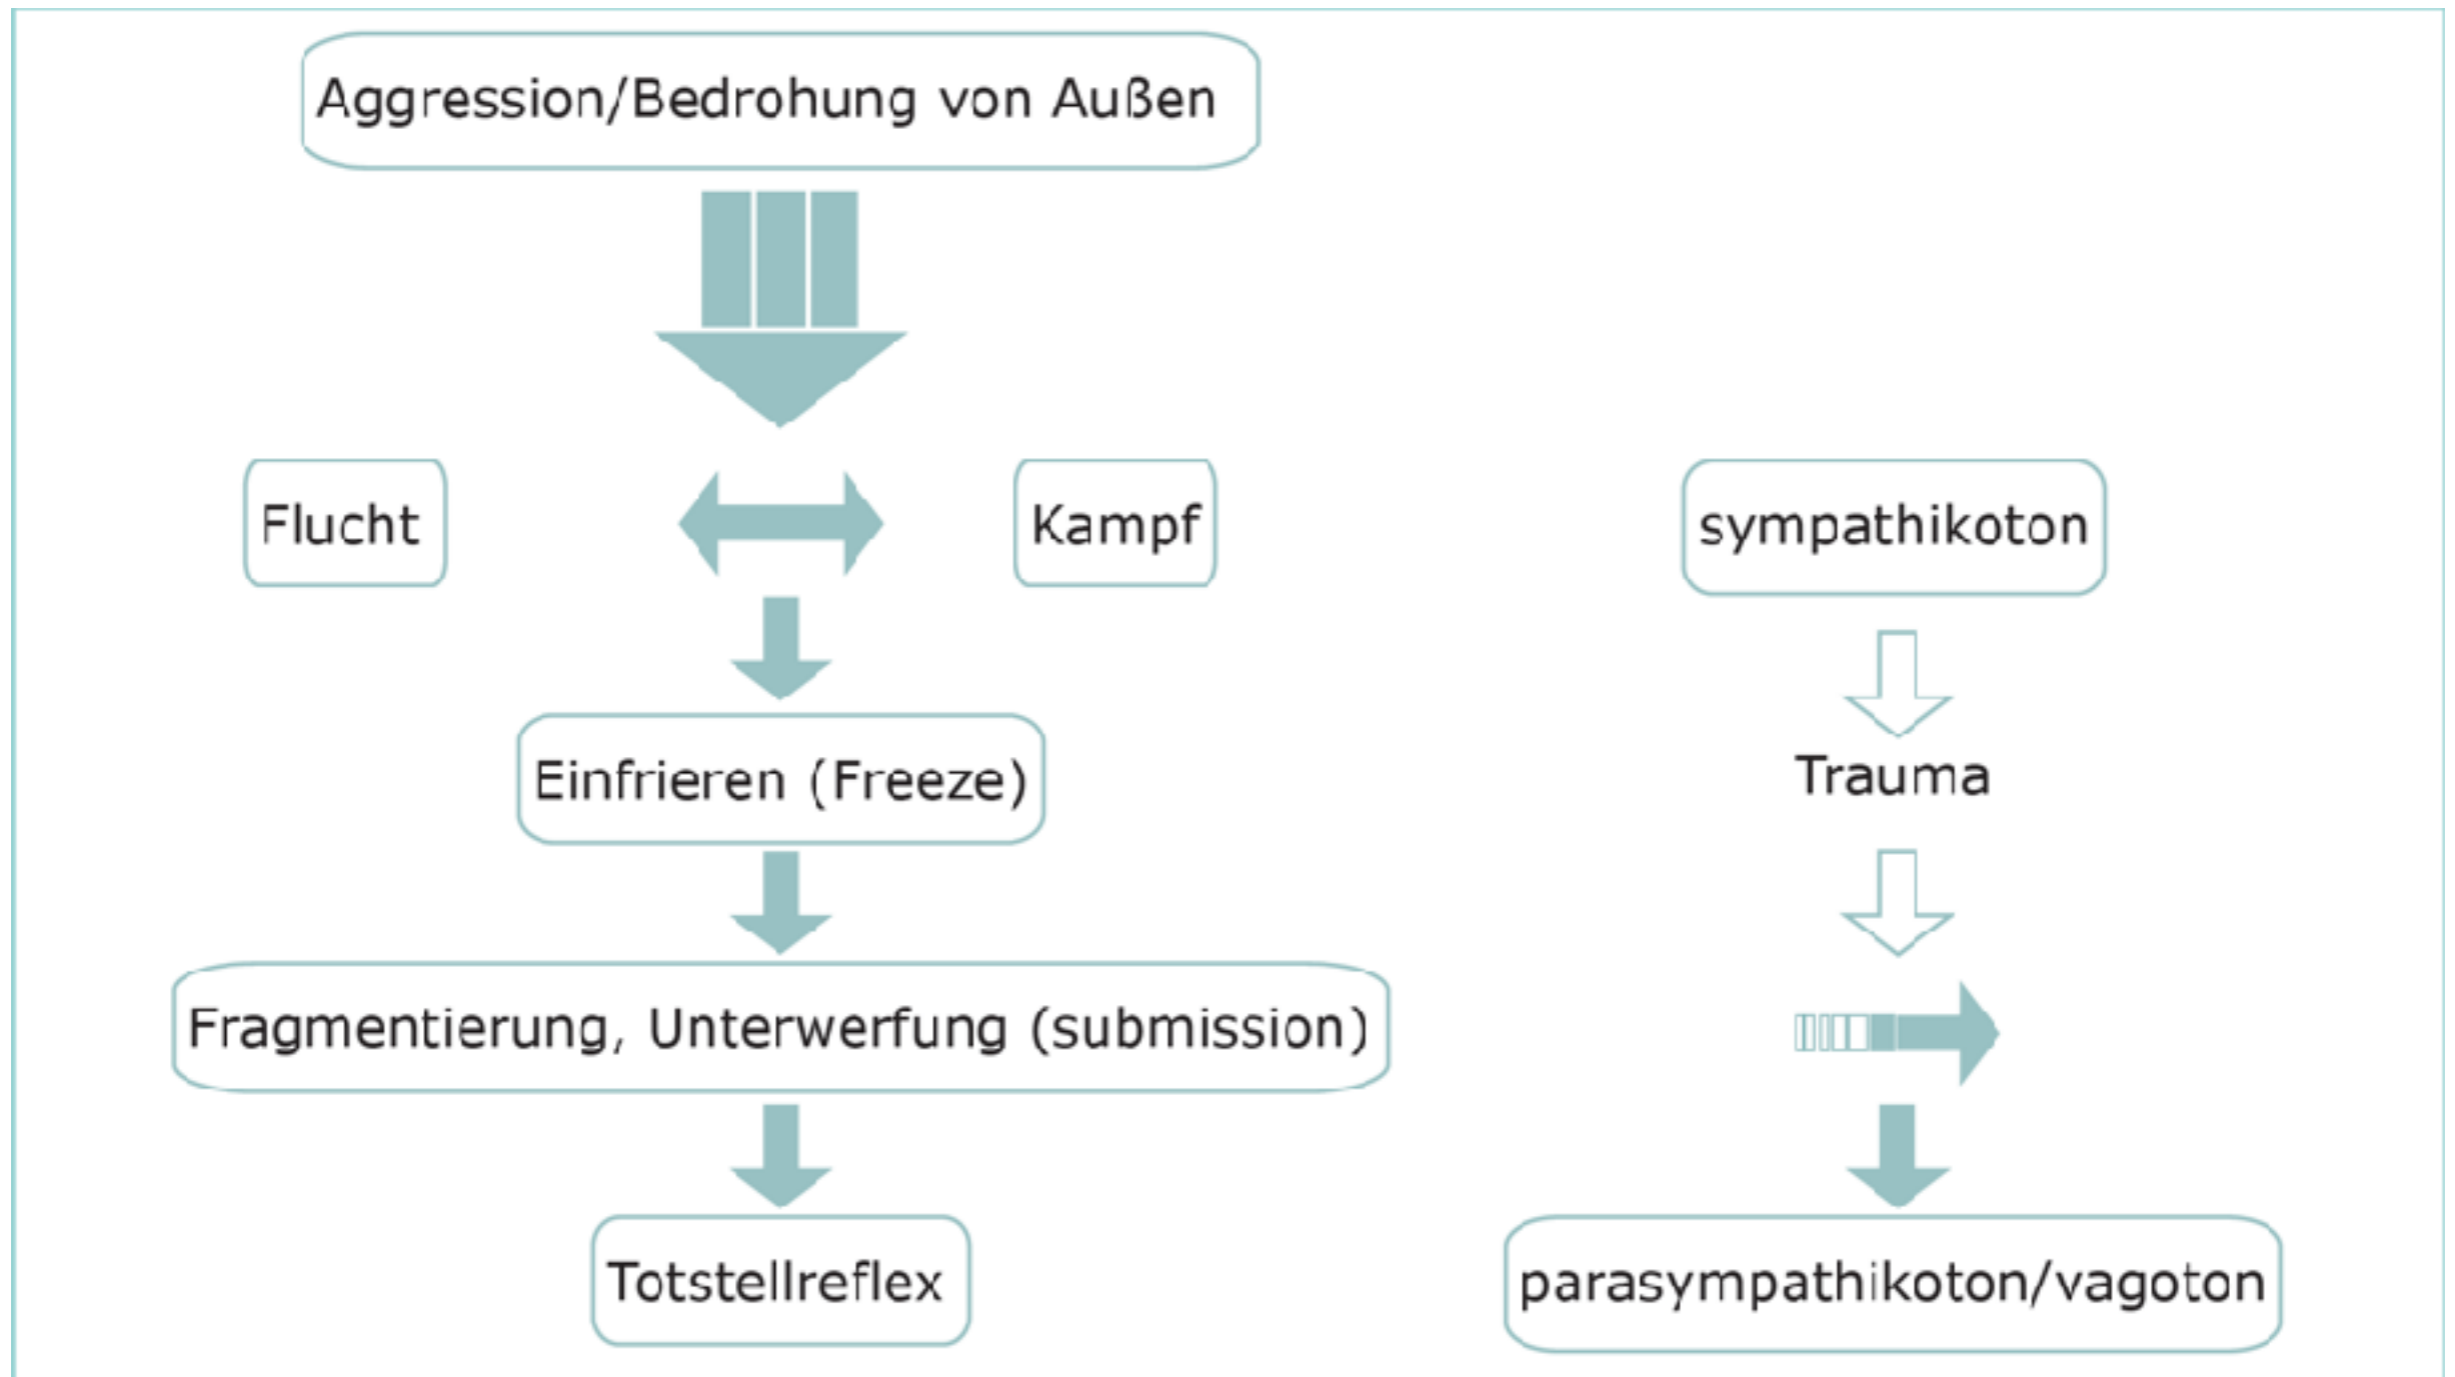 Aggression/Bedrohung von Außen
Flucht
Kampf
sympathikoton
Einfrieren (Freeze)
Trauma
Fragmentierung, Unterwerfung (submission)
Totstellreflex
parasympathikoton/vagoton